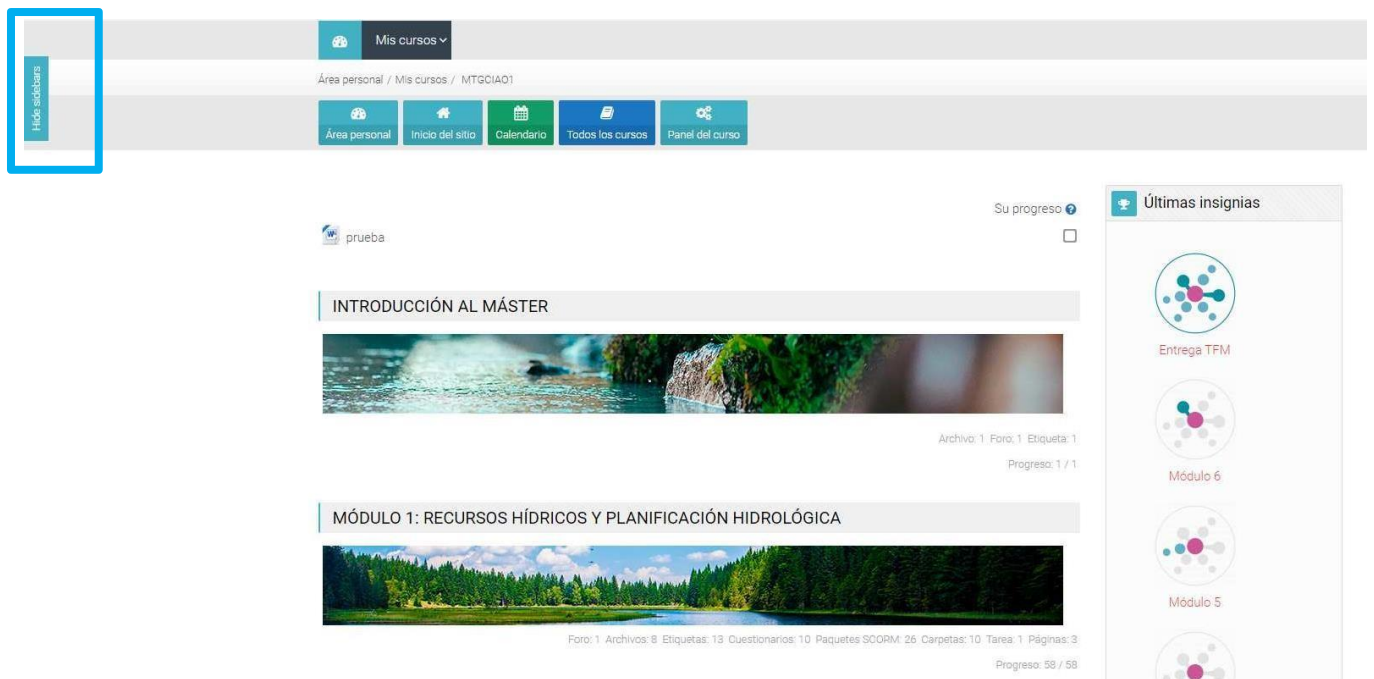 Hide sidebars
Mis cursos
Área personal / Mis cursos / MTGCIAO1
Área personal
Inicio del sitio
Calendario
Todos los cursos
Panel del curso
Su progreso
prueba
INTRODUCCIÓN AL MÁSTER
Archivo: 1 Foro: 1 Etiqueta: 1
Progreso: 1 / 1
MÓDULO 1: RECURSOS HÍDRICOS Y PLANIFICACIÓN HIDROLÓGICA
Foro: 1 Archivos: 8 Etiquetas: 13 Cuestionarios: 10 Paquetes SCORM: 26 Carpetas: 10 Tarea: 1 Páginas: 3
Progreso: 58 / 58
Últimas insignias
Entrega TFM
Módulo 6
Módulo 5